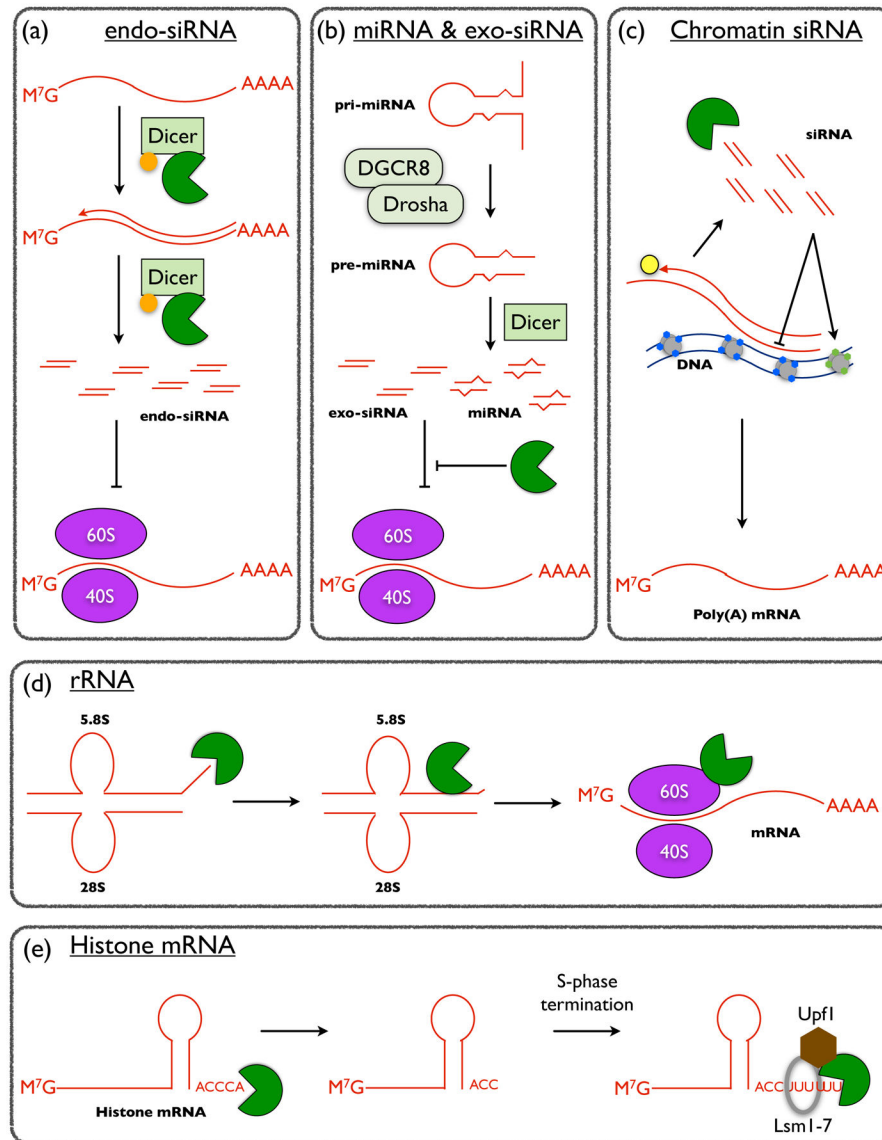 (a) endo-siRNA
M⁷G AAAA
Dicer
M⁷G AAAA
Dicer
endo-siRNA
60S
M⁷G AAAA
40S
(b) miRNA & exo-siRNA
pri-miRNA
DGCR8
Drosha
pre-miRNA
Dicer
exo-siRNA miRNA
60S
M⁷G AAAA
40S
(c) Chromatin siRNA
siRNA
DNA
M⁷G AAAA
Poly(A) mRNA
(d) rRNA
5.8S 5.8S
M⁷G 60S AAAA
mRNA
40S
28S 28S
(e) Histone mRNA
S-phase
termination
Upf1
M⁷G ACCCA M⁷G ACC M⁷G ACC UUUUUU
Histone mRNA
Lsm1-7